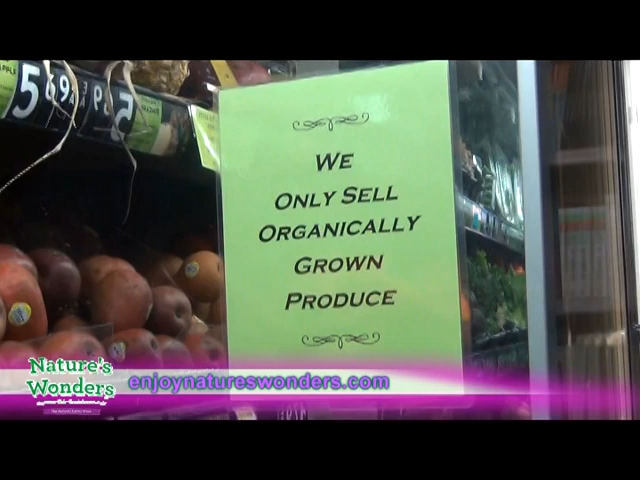 We
Only Sell
Organically
Grown
Produce
Nature's
Wonders
enjoynatureswonders.com